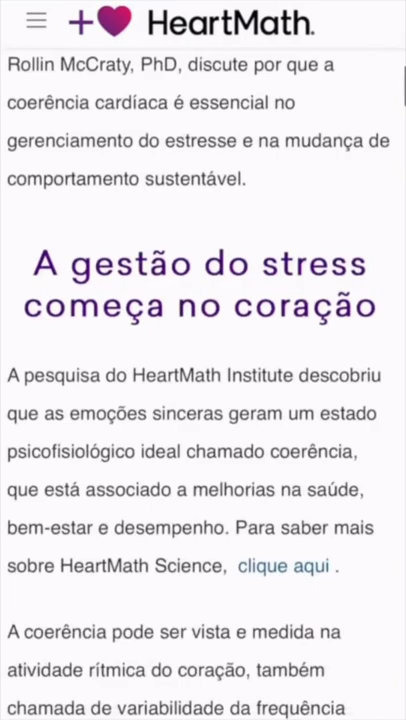 HeartMath.
Rollin McCraty, PhD, discute por que a
coerência cardíaca é essencial no
gerenciamento do estresse e na mudança de
comportamento sustentável.
A gestão do stress
começa no coração
A pesquisa do HeartMath Institute descobriu
que as emoções sinceras geram um estado
psicofisiológico ideal chamado coerência,
que está associado a melhorias na saúde,
bem-estar e desempenho. Para saber mais
sobre HeartMath Science, clique aqui .
A coerência pode ser vista e medida na
atividade rítmica do coração, também
chamada de variabilidade da frequência